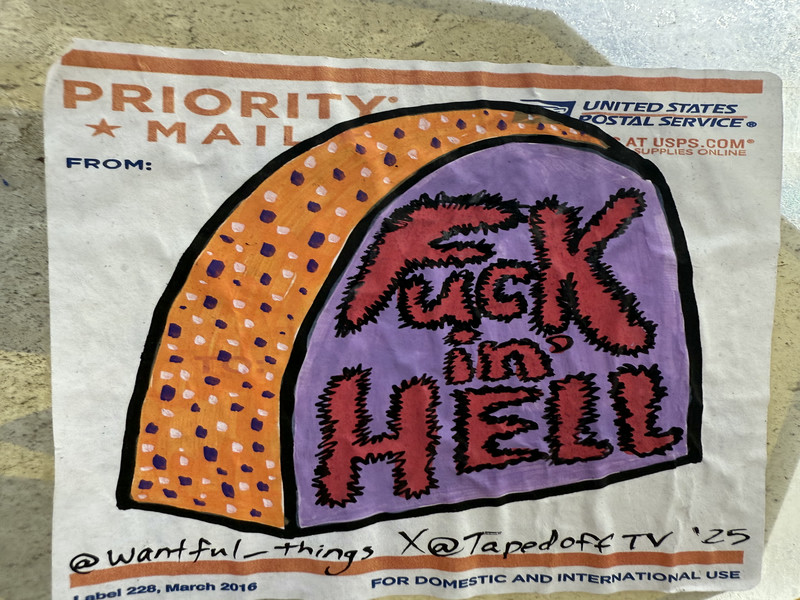 PRIORITY®
★ MAIL
UNITED STATES
POSTAL SERVICE®
AT USPS.COM®
SUPPLIES ONLINE
FROM:
FucK
in'
HELL
@wantful_things X@TapedoffTV '25
Label 228, March 2016
FOR DOMESTIC AND INTERNATIONAL USE